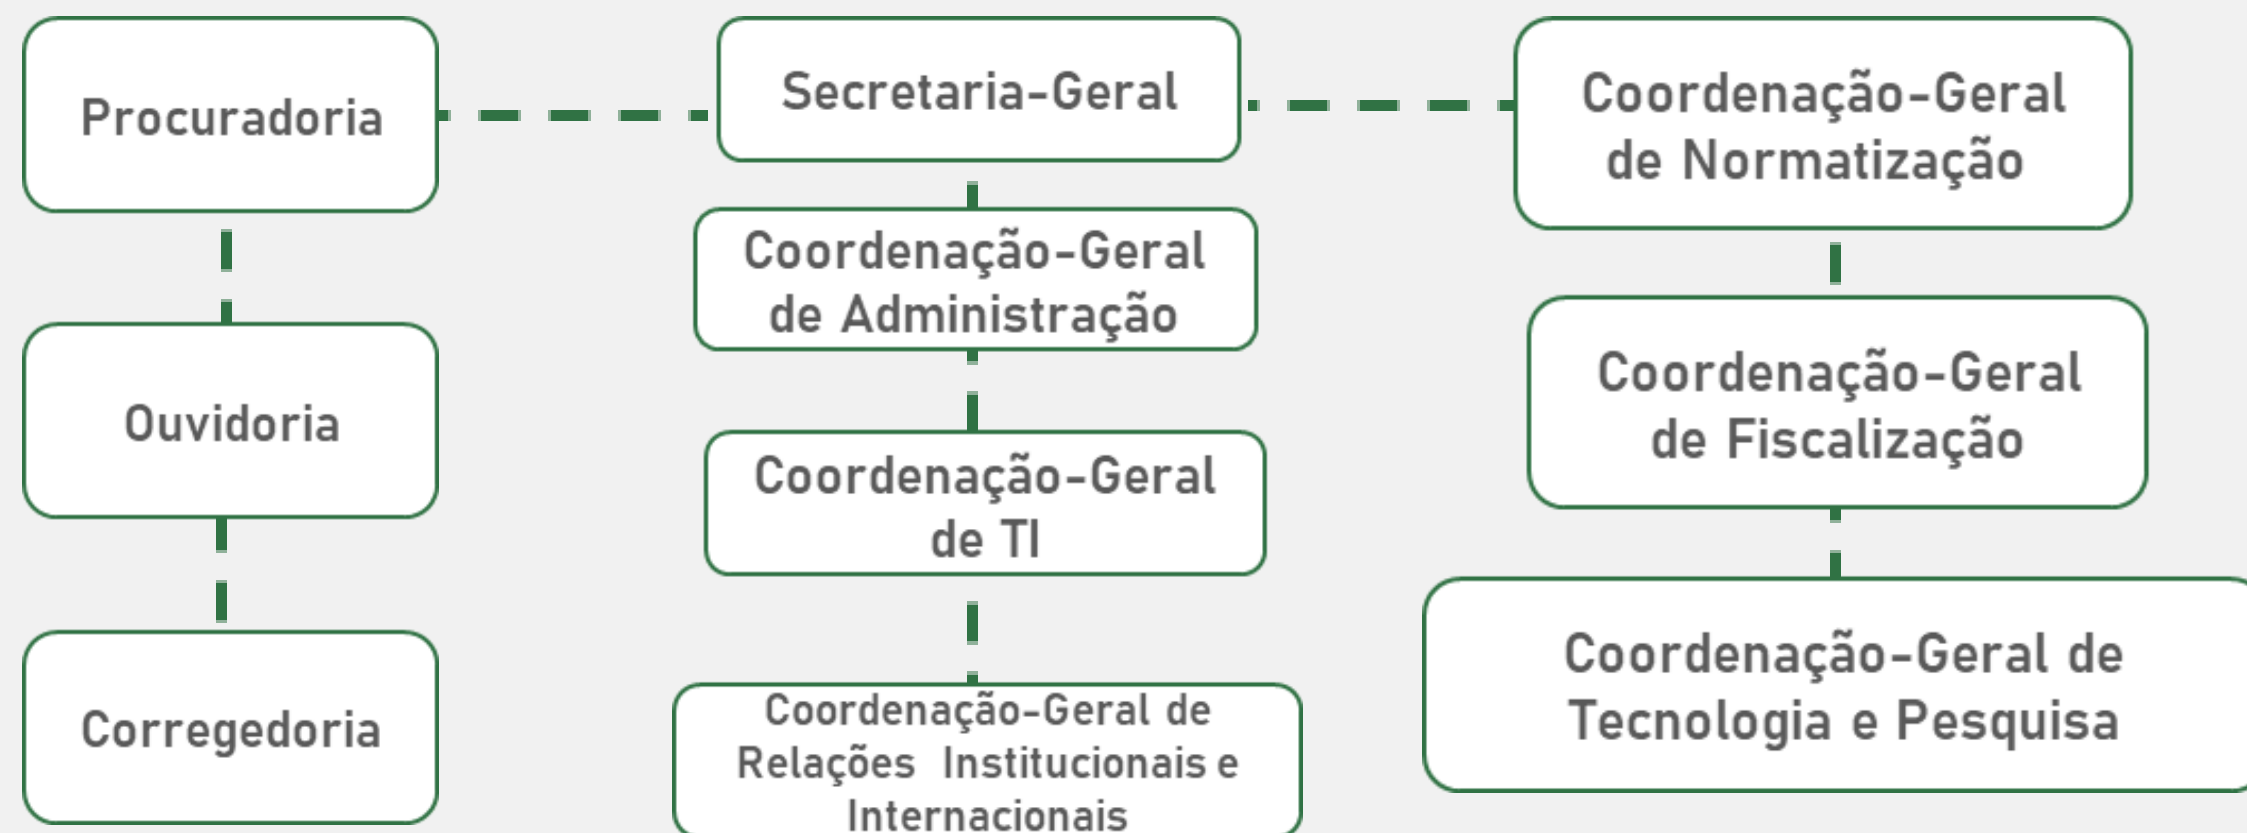 Procuradoria
Ouvidoria
Corregedoria
Secretaria-Geral
Coordenação-Geral
de Administração
Coordenação-Geral
de TI
Coordenação-Geral de
Relações Institucionais e
Internacionais
Coordenação-Geral
de Normatização
Coordenação-Geral
de Fiscalização
Coordenação-Geral de
Tecnologia e Pesquisa